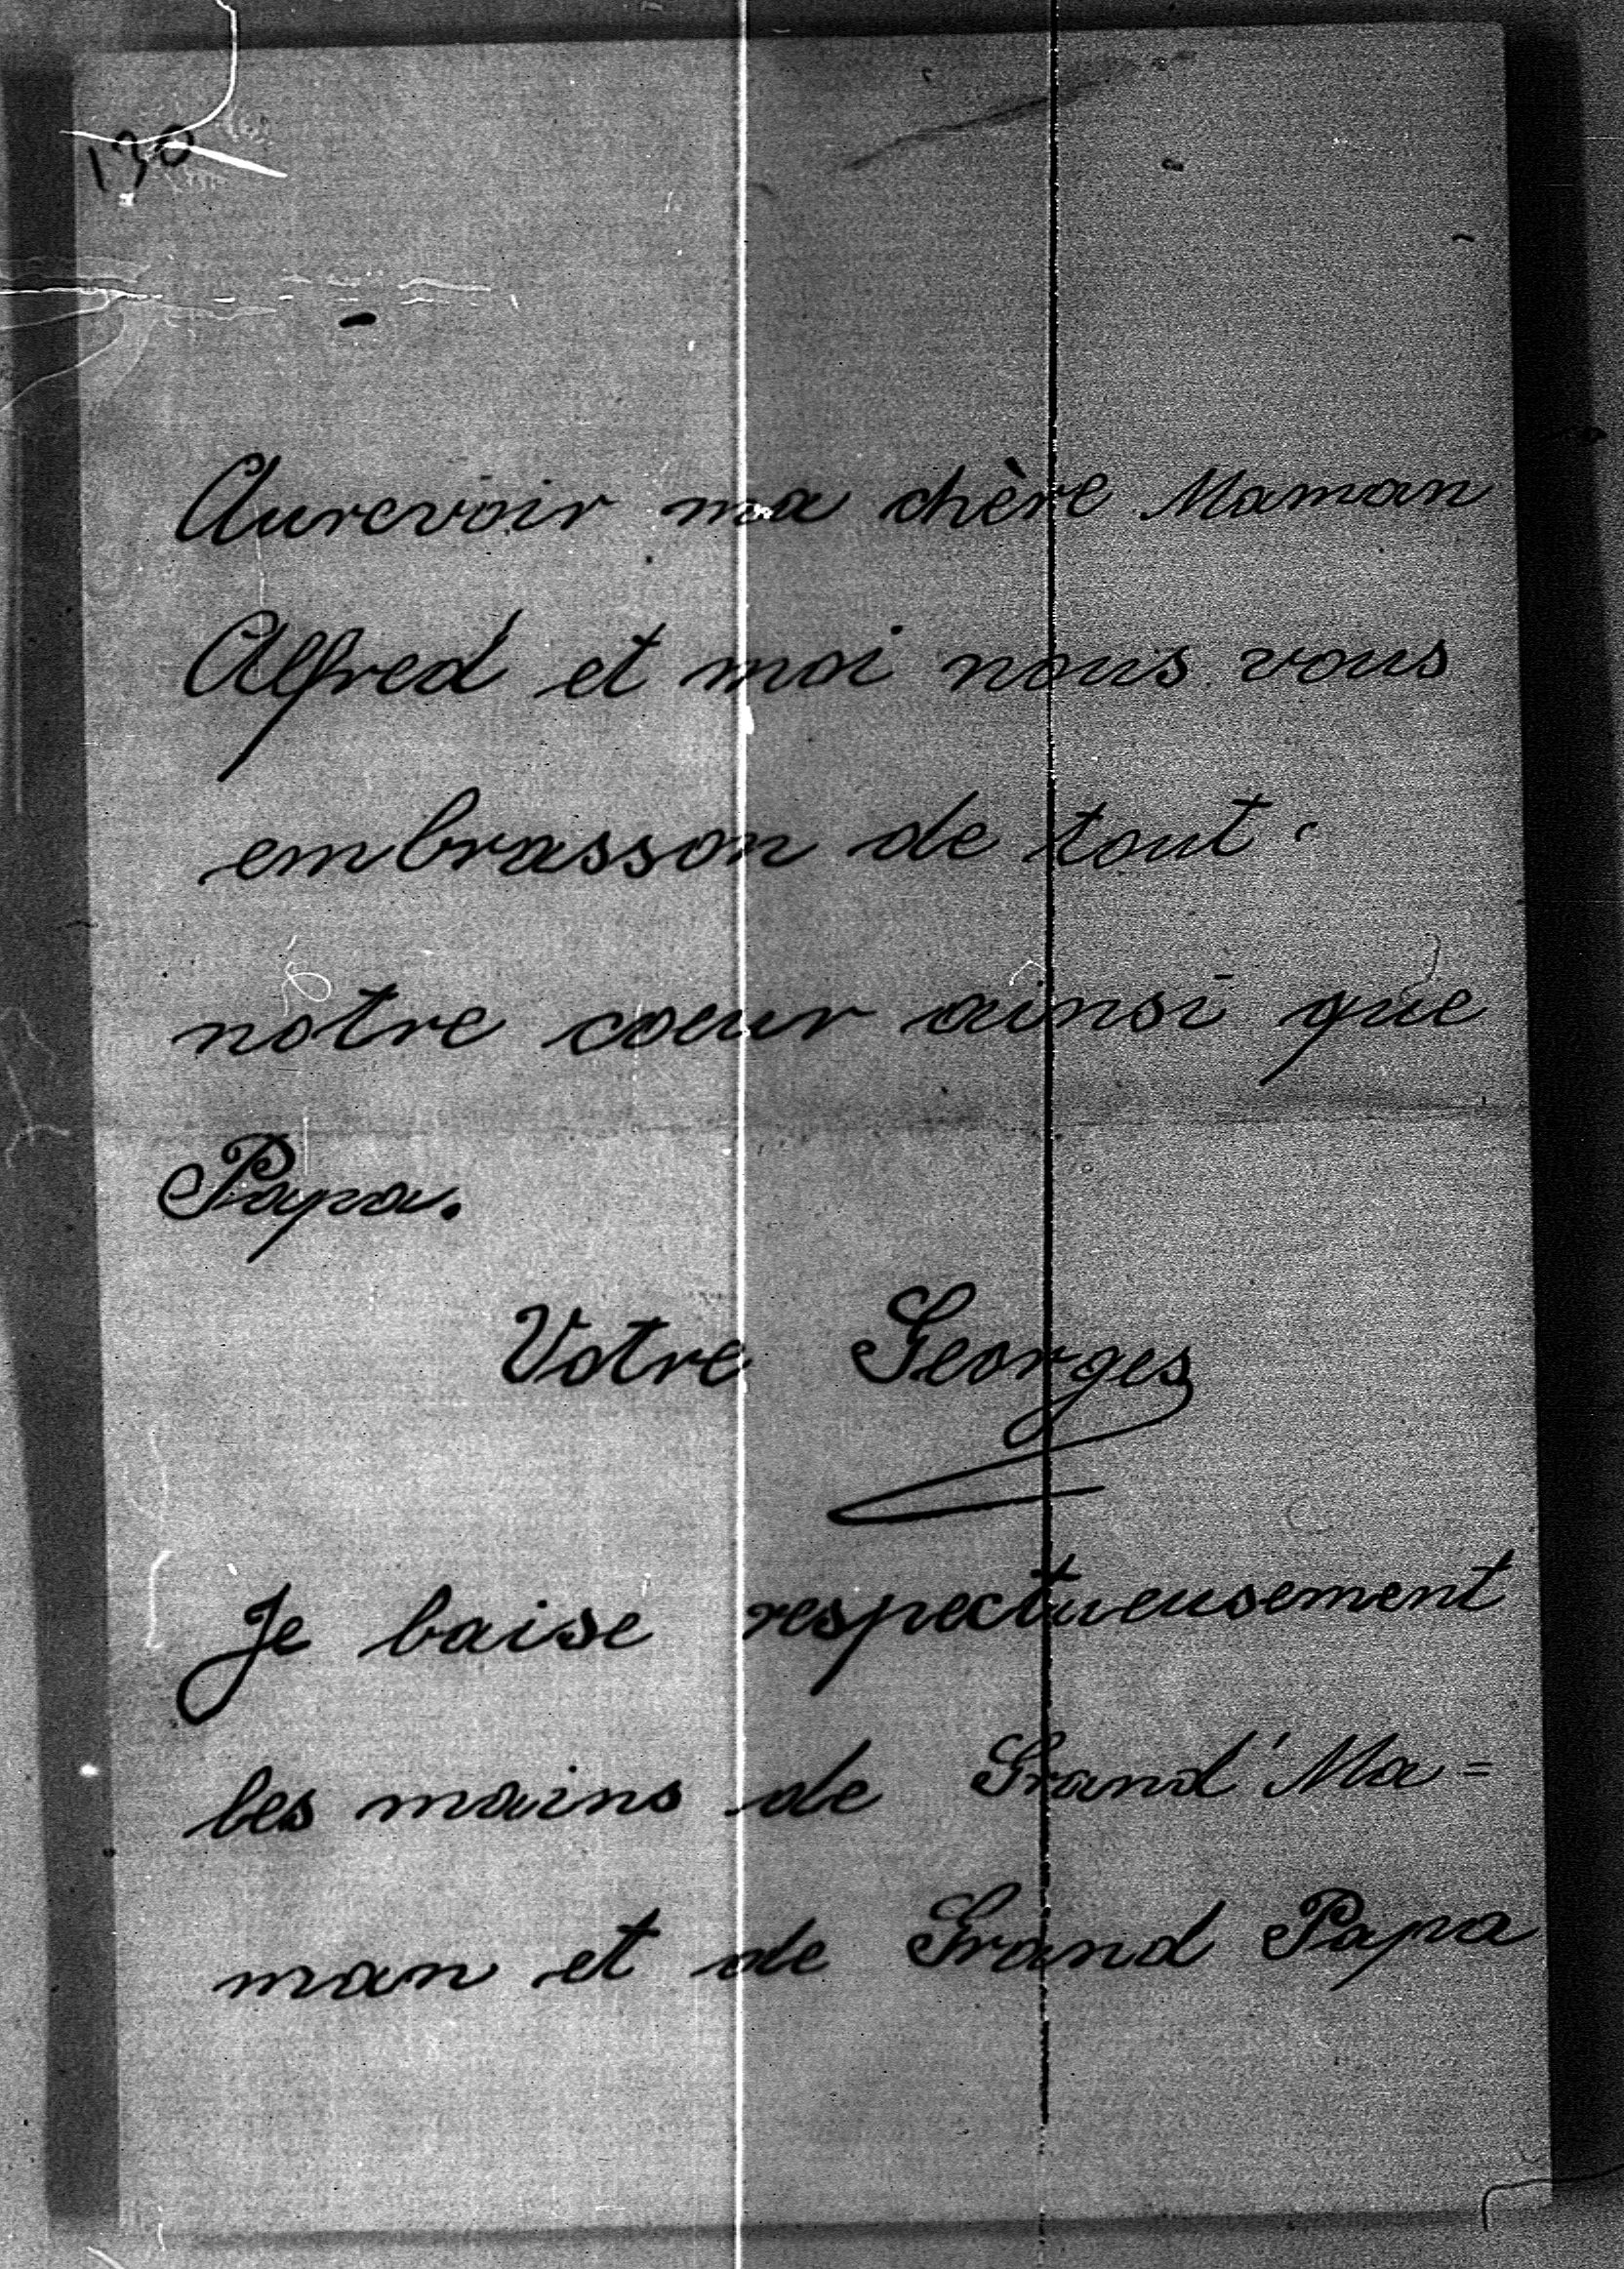 130
Aurevoir ma chère Maman
Alfred et moi nous vous
embrasson de tout
notre coeur ainsi que
Papa.
Votre Georges
Je baise respectueusement
les mains de Grand' Ma=
man et de Grand Papa